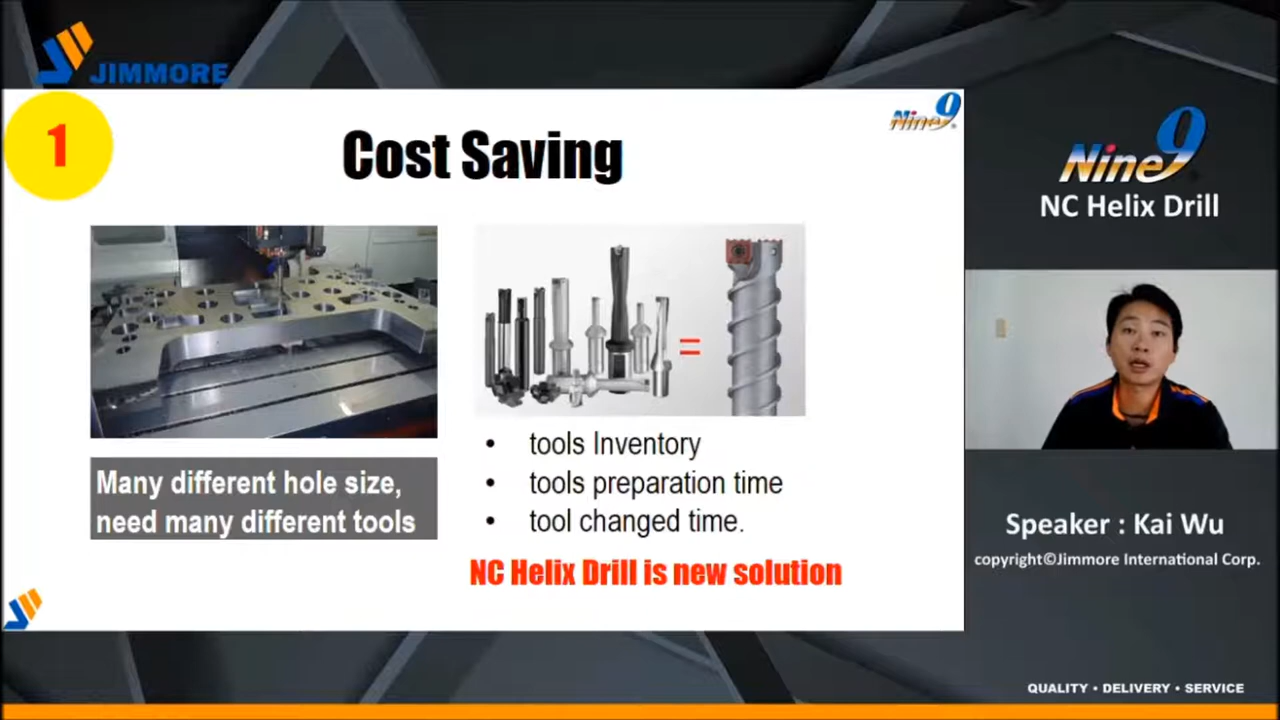 JIMMORE
1
Nine9
Cost Saving
=
Many different hole size,
need many different tools
• tools Inventory
• tools preparation time
• tool changed time.
NC Helix Drill is new solution
Nine9
NC Helix Drill
Speaker : Kai Wu
copyright©Jimmore International Corp.
QUALITY • DELIVERY • SERVICE